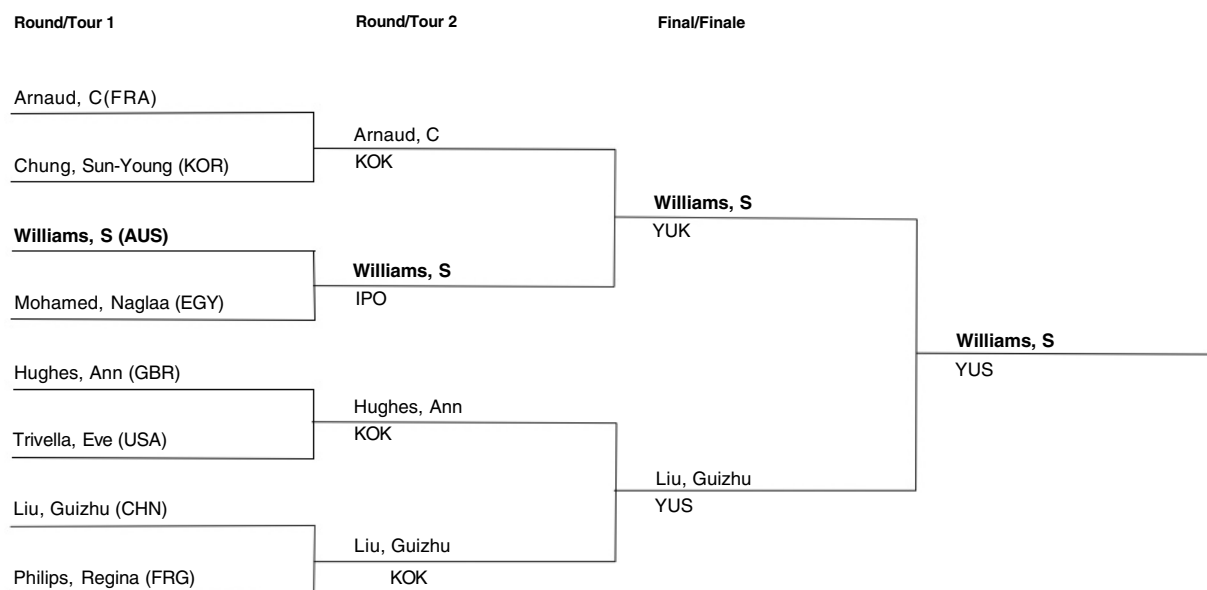 Round/Tour 1
Round/Tour 2
Final/Finale
Arnaud, C(FRA)
Chung, Sun-Young (KOR)
Williams, S (AUS)
Mohamed, Naglaa (EGY)
Hughes, Ann (GBR)
Trivella, Eve (USA)
Liu, Guizhu (CHN)
Philips, Regina (FRG)
Arnaud, C
KOK
Williams, S
IPO
Hughes, Ann
KOK
Liu, Guizhu
KOK
Williams, S
YUK
Liu, Guizhu
YUS
Williams, S
YUS